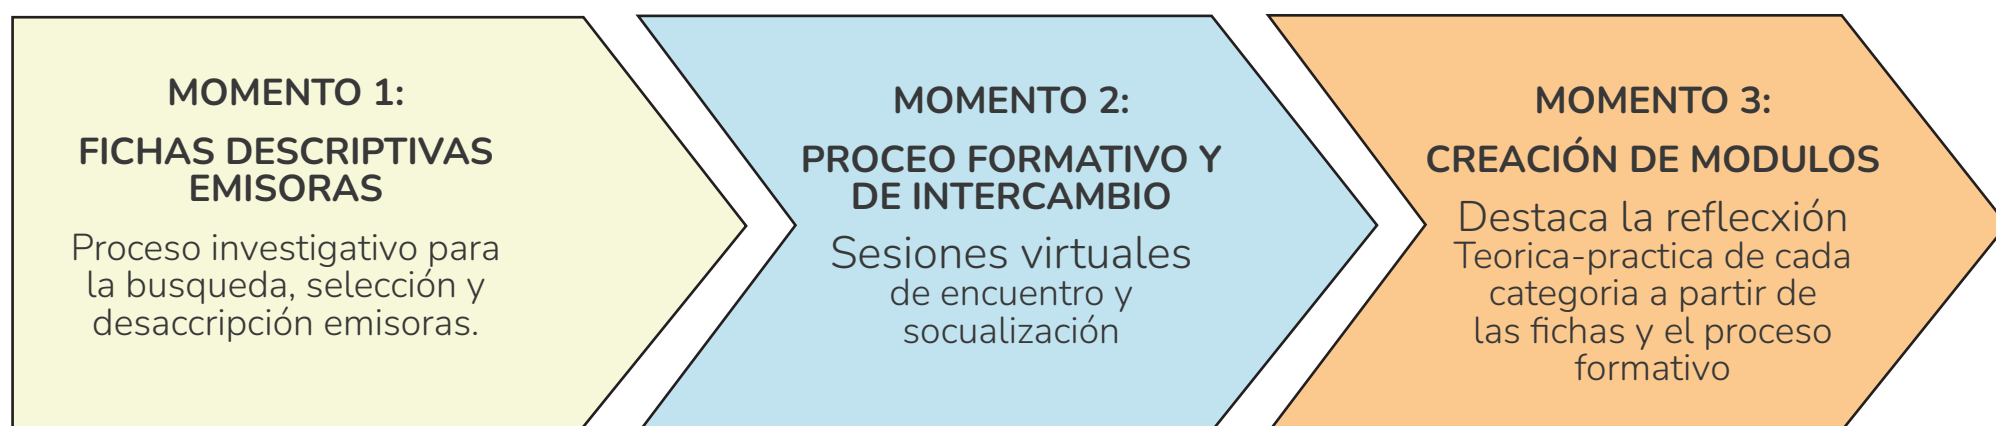 MOMENTO 1:
FICHAS DESCRIPTIVAS
EMISORAS
Proceso investigativo para
la busqueda, selección y
desaccripción emisoras.
MOMENTO 2:
PROCEO FORMATIVO Y
DE INTERCAMBIO
Sesiones virtuales
de encuentro y
socualización
MOMENTO 3:
CREACIÓN DE MODULOS
Destaca la reflecxión
Teorica-practica de cada
categoria a partir de
las fichas y el proceso
formativo